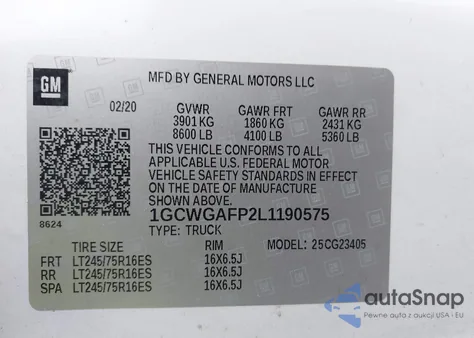 GM
MFD BY GENERAL MOTORS LLC
02/20 GVWR GAWR FRT GAWR RR
3901 KG 1860 KG 2431 KG
8600 LB 4100 LB 5360 LB
THIS VEHICLE CONFORMS TO ALL
APPLICABLE U.S. FEDERAL MOTOR
VEHICLE SAFETY STANDARDS IN EFFECT
ON THE DATE OF MANUFACTURE
SHOWN ABOVE.
1GCWGAFP2L1190575
8624
TYPE: TRUCK
TIRE SIZE RIM MODEL: 25CG23405
FRT LT245/75R16ES 16X6.5J
RR LT245/75R16ES 16X6.5J
SPA LT245/75R16ES 16X6.5J
autoSnap
Pewne auta z dostawą z USA - EU